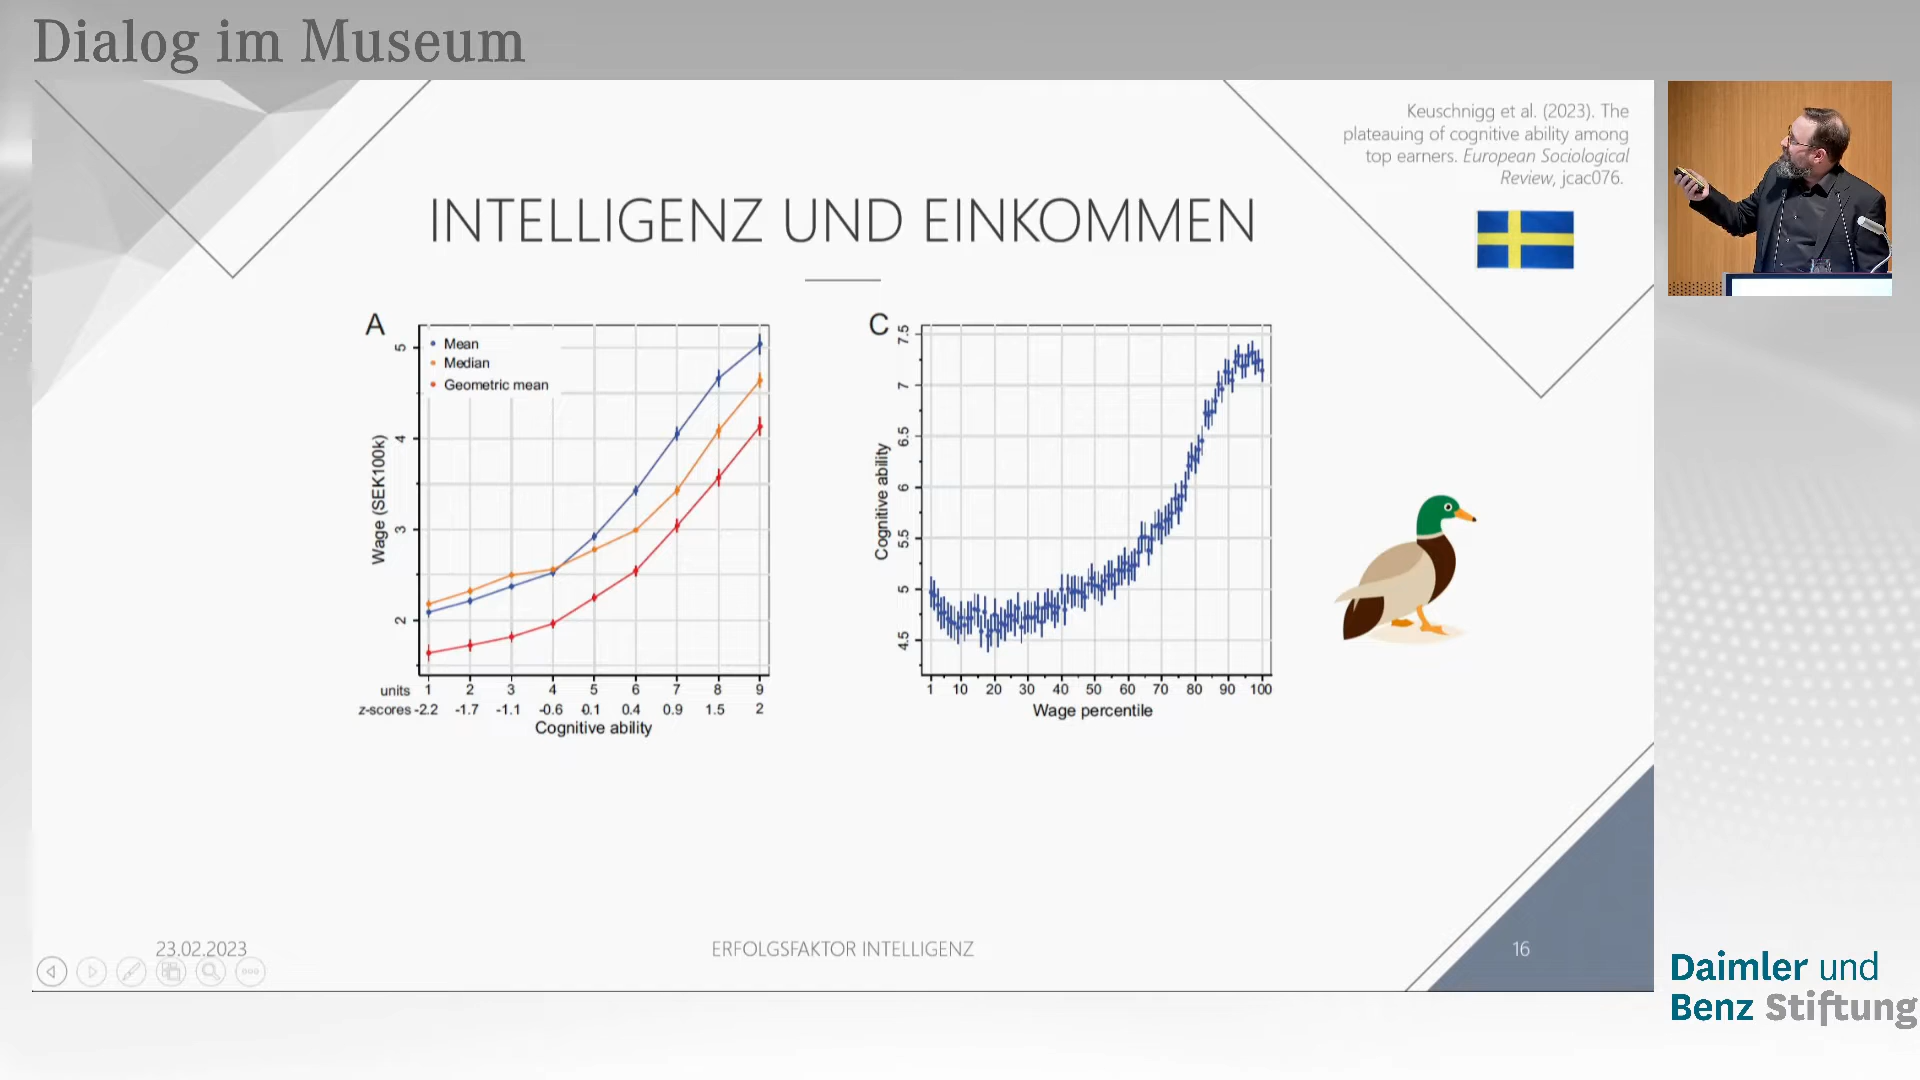 Dialog im Museum
Keuschnigg et al. (2023). The
plateauing of cognitive ability among
top earners. European Sociological
Review, jcac076.
INTELLIGENZ UND EINKOMMEN
A
Mean
Median
Geometric mean
5
4
3
2
Wage (SEK100k)
units 1 2 3 4 5 6 7 8 9
z-scores -2.2 -1.7 -1.1 -0.6 0.1 0.4 0.9 1.5 2
Cognitive ability
C
7.5
7
6.5
6
5.5
5
4.5
Cognitive ability
1 10 20 30 40 50 60 70 80 90 100
Wage percentile
23.02.2023
ERFOLGSFAKTOR INTELLIGENZ
16
Daimler und
Benz Stiftung